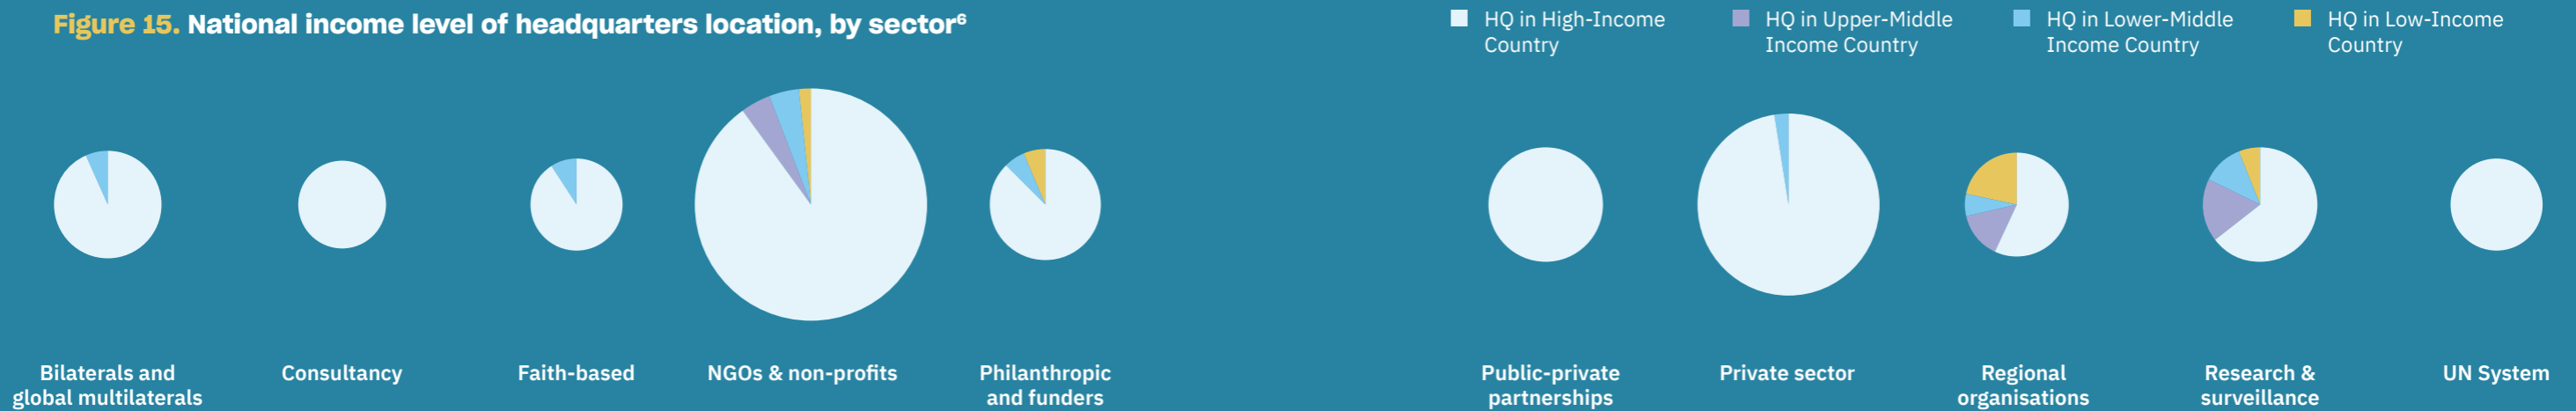 Figure 15. National income level of headquarters location, by sector⁶
HQ in High-Income
Country
HQ in Upper-Middle
Income Country
HQ in Lower-Middle
Income Country
HQ in Low-Income
Country
Bilaterals and
global multilaterals
Consultancy
Faith-based
NGOs & non-profits
Philanthropic
and funders
Public-private
partnerships
Private sector
Regional
organisations
Research &
surveillance
UN System